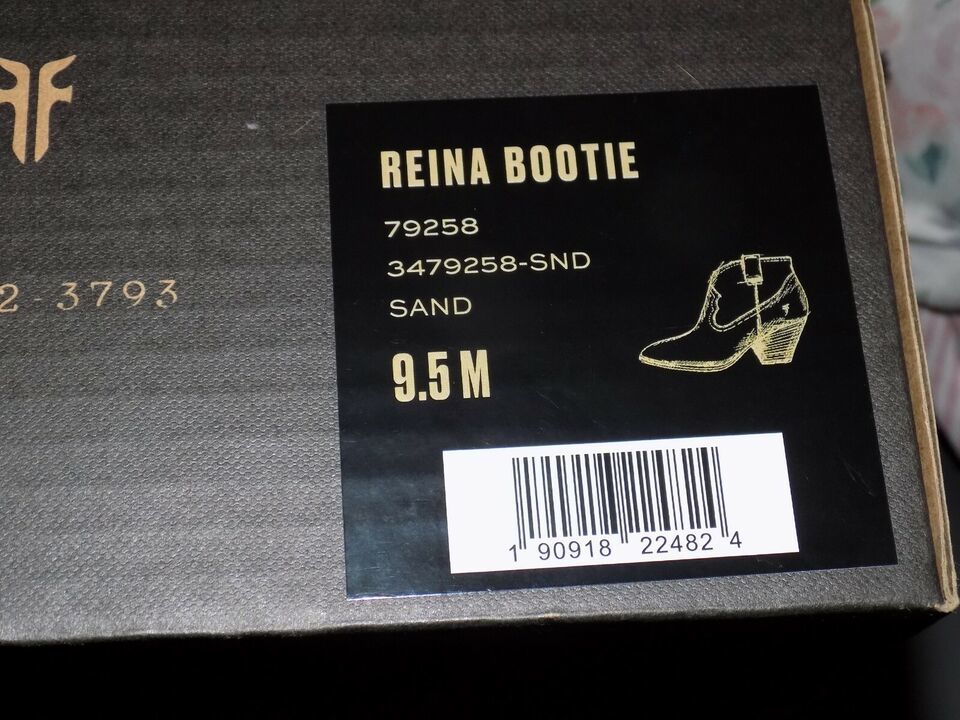 REINA BOOTIE
79258
3479258-SND
SAND
9.5 M
2-3793
1 90918 22482 4